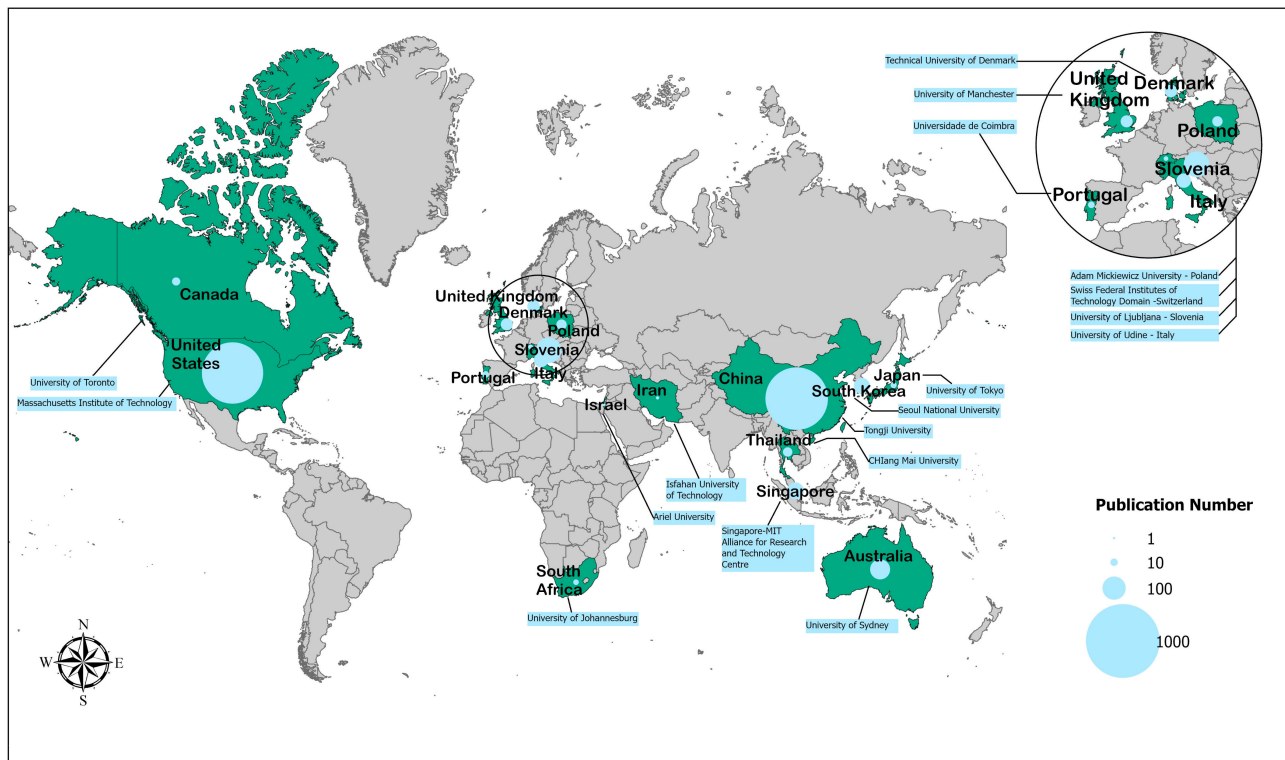 Technical University of Denmark
University of Manchester
Universidade de Coimbra
United
Kingdom
Denmark
Poland
Slovenia
Portugal
Italy
Adam Mickiewicz University - Poland
Swiss Federal Institutes of
Technology Domain -Switzerland
University of Ljubljana - Slovenia
University of Udine - Italy
Canada
United
States
University of Toronto
Massachusetts Institute of Technology
United Kingdom
Denmark
Poland
Slovenia
Portugal
Italy
Israel
Iran
China
South Korea
Japan
University of Tokyo
Seoul National University
Tongji University
Thailand
CHIang Mai University
Isfahan University
of Technology
Ariel University
Singapore
Singapore-MIT
Alliance for Research
and Technology
Centre
Australia
University of Sydney
South
Africa
University of Johannesburg
Publication Number
1
10
100
1000
N
W
E
S